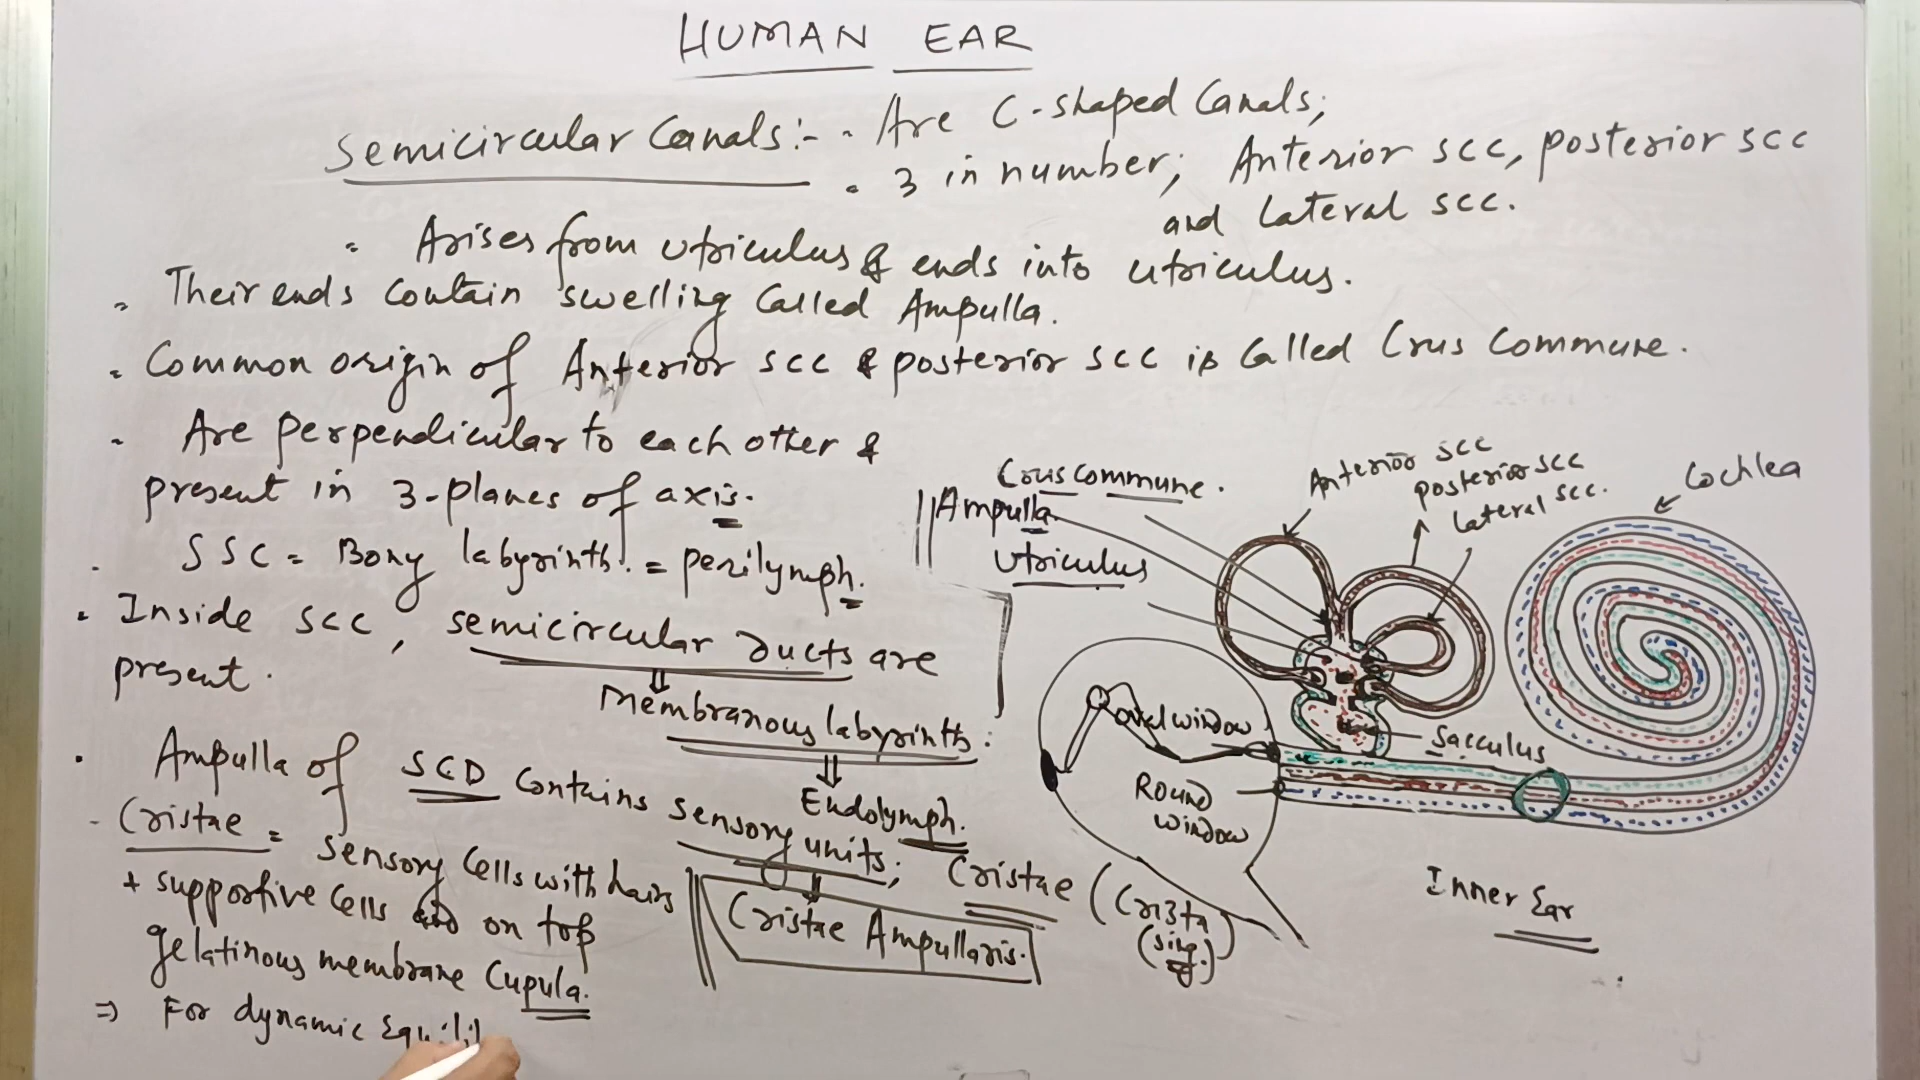 HUMAN EAR
Semicircular Canals:- • Are C-shaped Canals;
• 3 in number; Anterior SCC, posterior SCC
and Lateral SCC.
• Arises from utriculus & ends into utriculus.
• Their ends contain swelling Called Ampulla.
• Common origin of Anterior SCC & posterior SCC is Called Crus Commune.
• Are perpendicular to each other &
present in 3-planes of axis.
• SSC = Bony labyrinth. = perilymph.
• Inside SCC, semicircular Ducts are
present.
⇓
Membranous labyrinth.
⇓
Endolymph.
• Ampulla of SCD Contains sensory units; Cristae (Crista
(sing.))
⇓
Cristae Ampullaris.
- Cristae = sensory Cells with hairs
+ supportive Cells and on top
gelatinous membrane Cupula.
⇒ For dynamic Equili
Crus commune.
Ampulla
Utriculus
Anterior SCC
posterior SCC
lateral SCC.
Cochlea
oval window
Sacculus
Round
window
Inner Ear